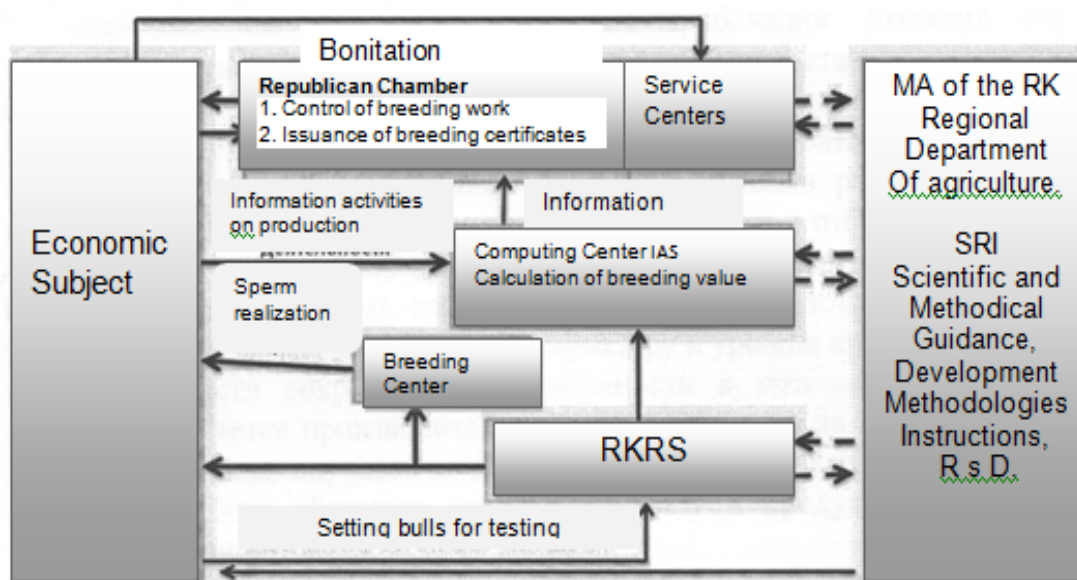 Bonitation
Republican Chamber
1. Control of breeding work
2. Issuance of breeding certificates
Service
Centers
MA of the RK
Regional
Department
Of agriculture.
SRI
Scientific and
Methodical
Guidance,
Development
Methodologies
Instructions,
R s D.
Economic
Subject
Information activities
on production
Information
Computing Center IAS
Calculation of breeding value
Sperm
realization
Breeding
Center
RKRS
Setting bulls for testing